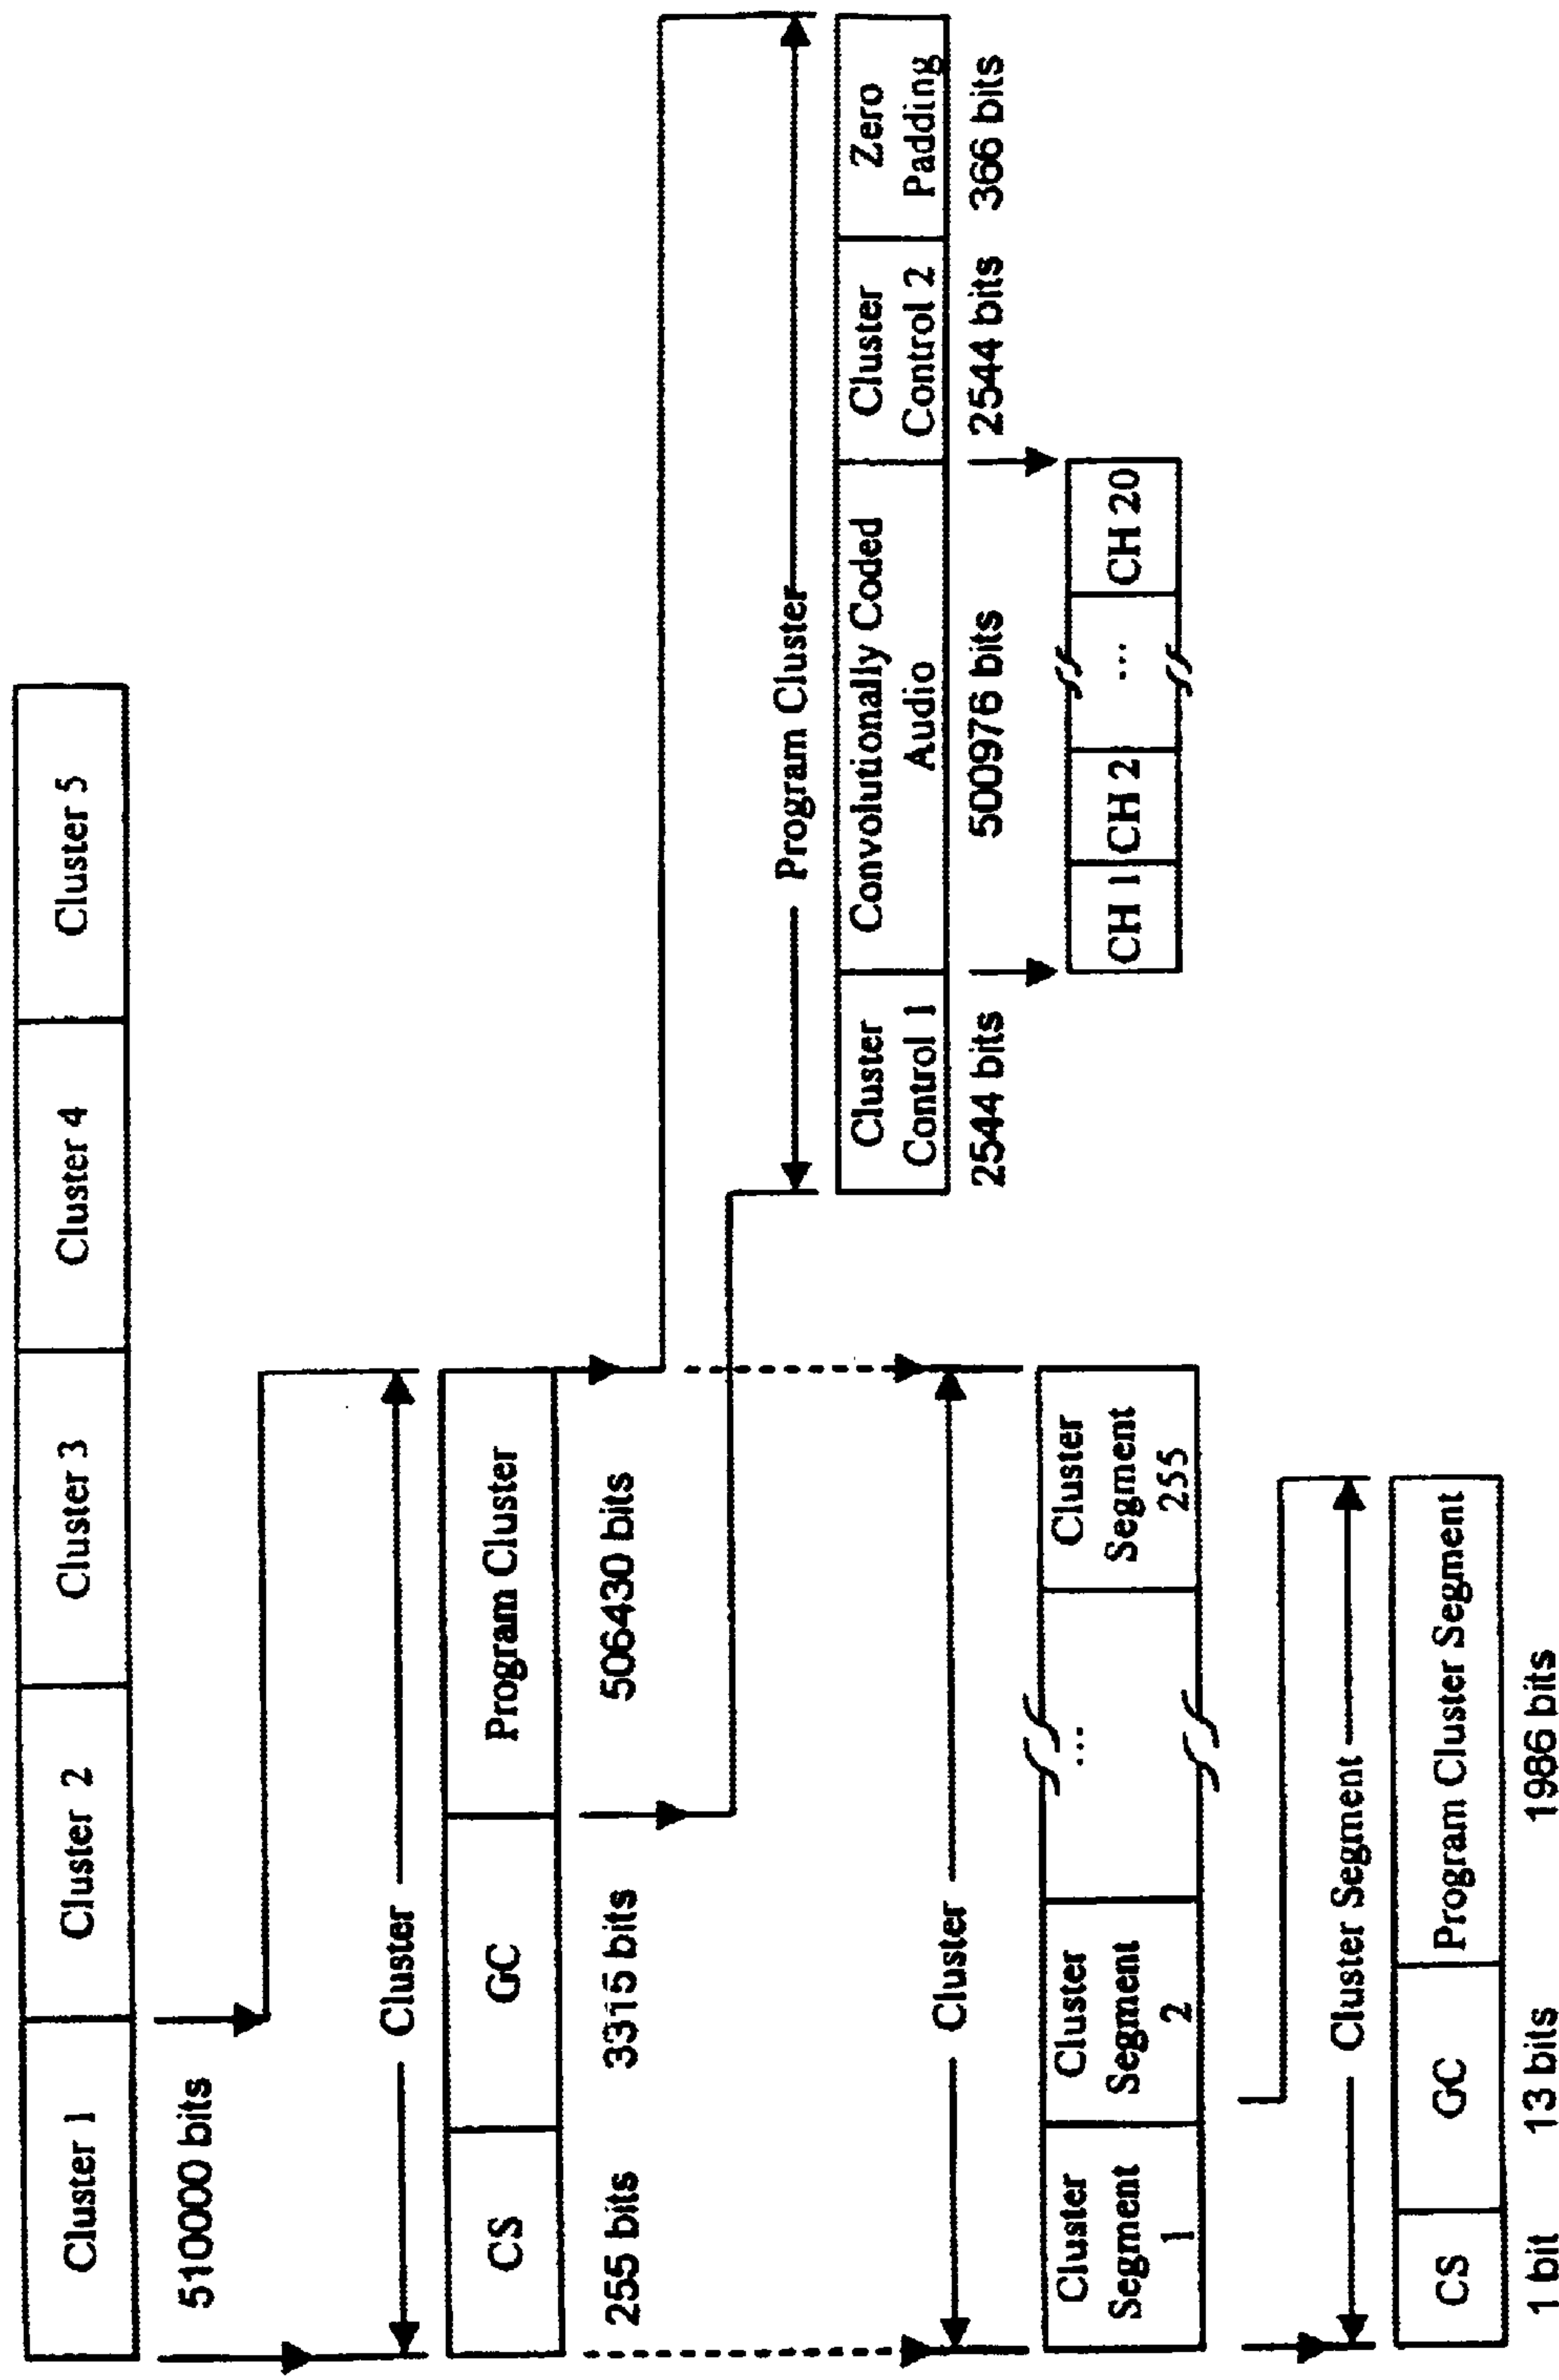 Cluster 1
Cluster 2
Cluster 3
Cluster 4
Cluster 5
510000 bits
Cluster
CS
GC
Program Cluster
255 bits
3315 bits
506430 bits
Program Cluster
Cluster
Control 1
Convolutionally Coded
Audio
Cluster
Control 2
Zero
Padding
2544 bits
500976 bits
2544 bits
366 bits
CH 1
CH 2
...
CH 20
Cluster
Cluster
Segment
1
Cluster
Segment
2
...
Cluster
Segment
255
Cluster Segment
CS
GC
Program Cluster Segment
1 bit
13 bits
1986 bits